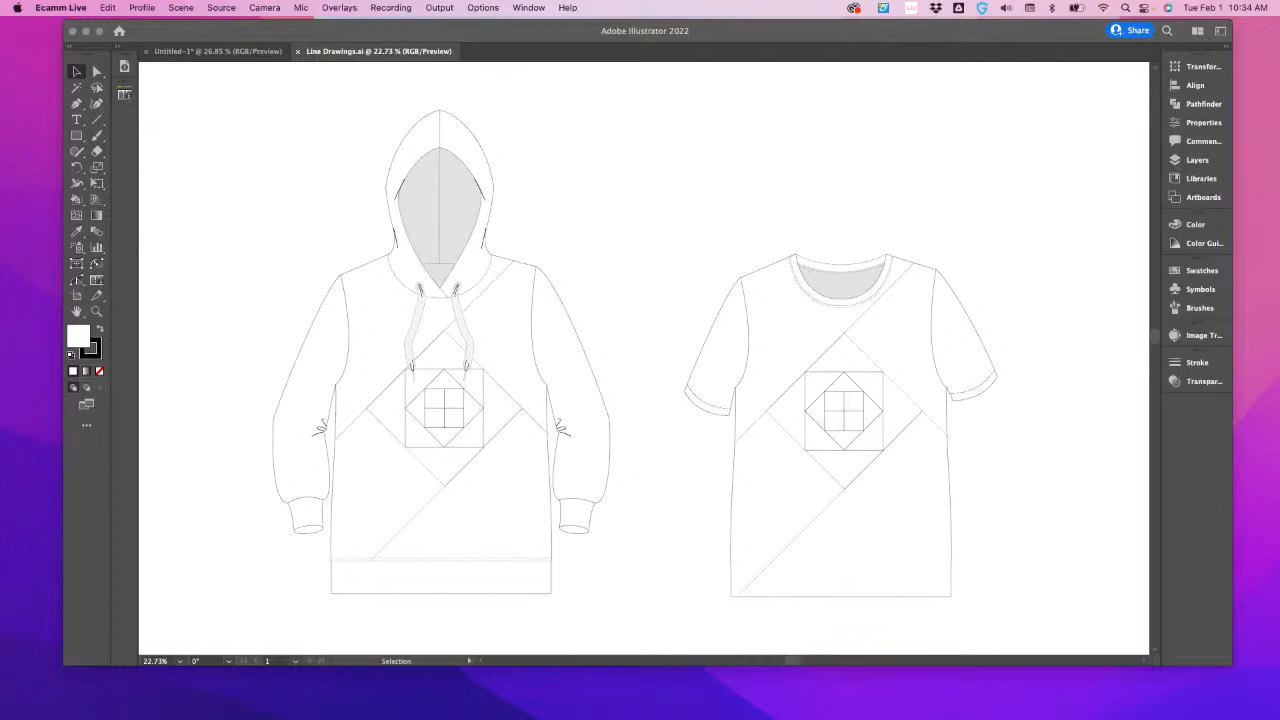 Ecamm Live Edit Profile Scene Source Camera Mic Overlays Recording Output Options Window Help Tue Feb 1 10:34 AM
Adobe Illustrator 2022
Share
Untitled-1* @ 26.85 % (RGB/Preview)
Line Drawings.ai @ 22.73 % (RGB/Preview)
Transfor...
Align
Pathfinder
Properties
Commen...
Layers
Libraries
Artboards
Color
Color Gui...
Swatches
Symbols
Brushes
Image Tr...
Stroke
Transpar...
22.73% 0° 1 Selection